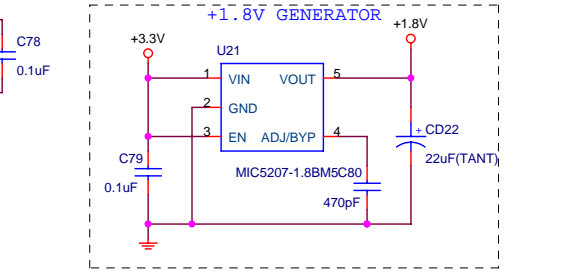 +1.8V GENERATOR
C78
0.1uF
+3.3V
+1.8V
U21
1 VIN VOUT 5
2 GND
3 EN ADJ/BYP 4
+ CD22
22uF(TANT)
C79
0.1uF
MIC5207-1.8BM5C80
470pF